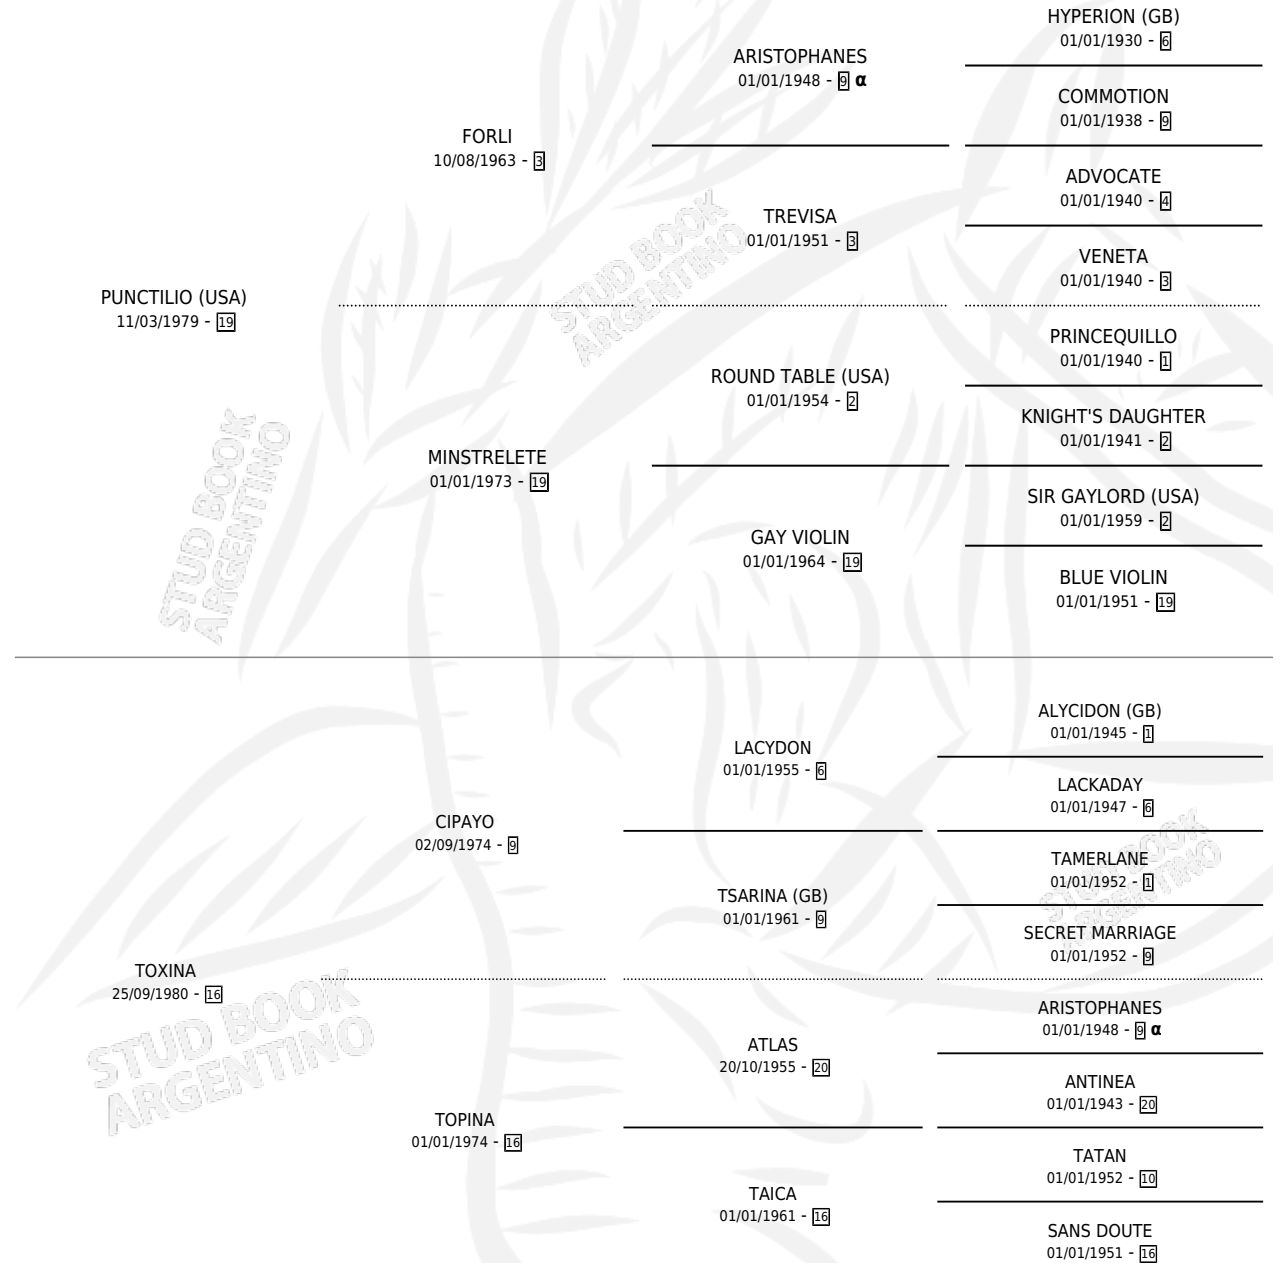 HYPERION (GB)
01/01/1930 - 6
ARISTOPHANES
01/01/1948 - 9 α
COMMOTION
01/01/1938 - 9
FORLI
10/08/1963 - 3
ADVOCATE
01/01/1940 - 4
TREVISA
01/01/1951 - 3
VENETA
01/01/1940 - 3
PUNCTILIO (USA)
11/03/1979 - 19
PRINCEQUILLO
01/01/1940 - 1
ROUND TABLE (USA)
01/01/1954 - 2
KNIGHT'S DAUGHTER
01/01/1941 - 2
MINSTRELETE
01/01/1973 - 19
SIR GAYLORD (USA)
01/01/1959 - 2
GAY VIOLIN
01/01/1964 - 19
BLUE VIOLIN
01/01/1951 - 19
ALYCIDON (GB)
01/01/1945 - 1
LACYDON
01/01/1955 - 6
LACKADAY
01/01/1947 - 6
CIPAYO
02/09/1974 - 9
TAMERLANE
01/01/1952 - 1
TSARINA (GB)
01/01/1961 - 9
SECRET MARRIAGE
01/01/1952 - 9
TOXINA
25/09/1980 - 16
ARISTOPHANES
01/01/1948 - 9 α
ATLAS
20/10/1955 - 20
ANTINEA
01/01/1943 - 20
TOPINA
01/01/1974 - 16
TATAN
01/01/1952 - 10
TAICA
01/01/1961 - 16
SANS DOUTE
01/01/1951 - 16
STUD BOOK
ARGENTINO
STUD BOOK
ARGENTINO
STUD BOOK
ARGENTINO
STUD BOOK
ARGENTINO